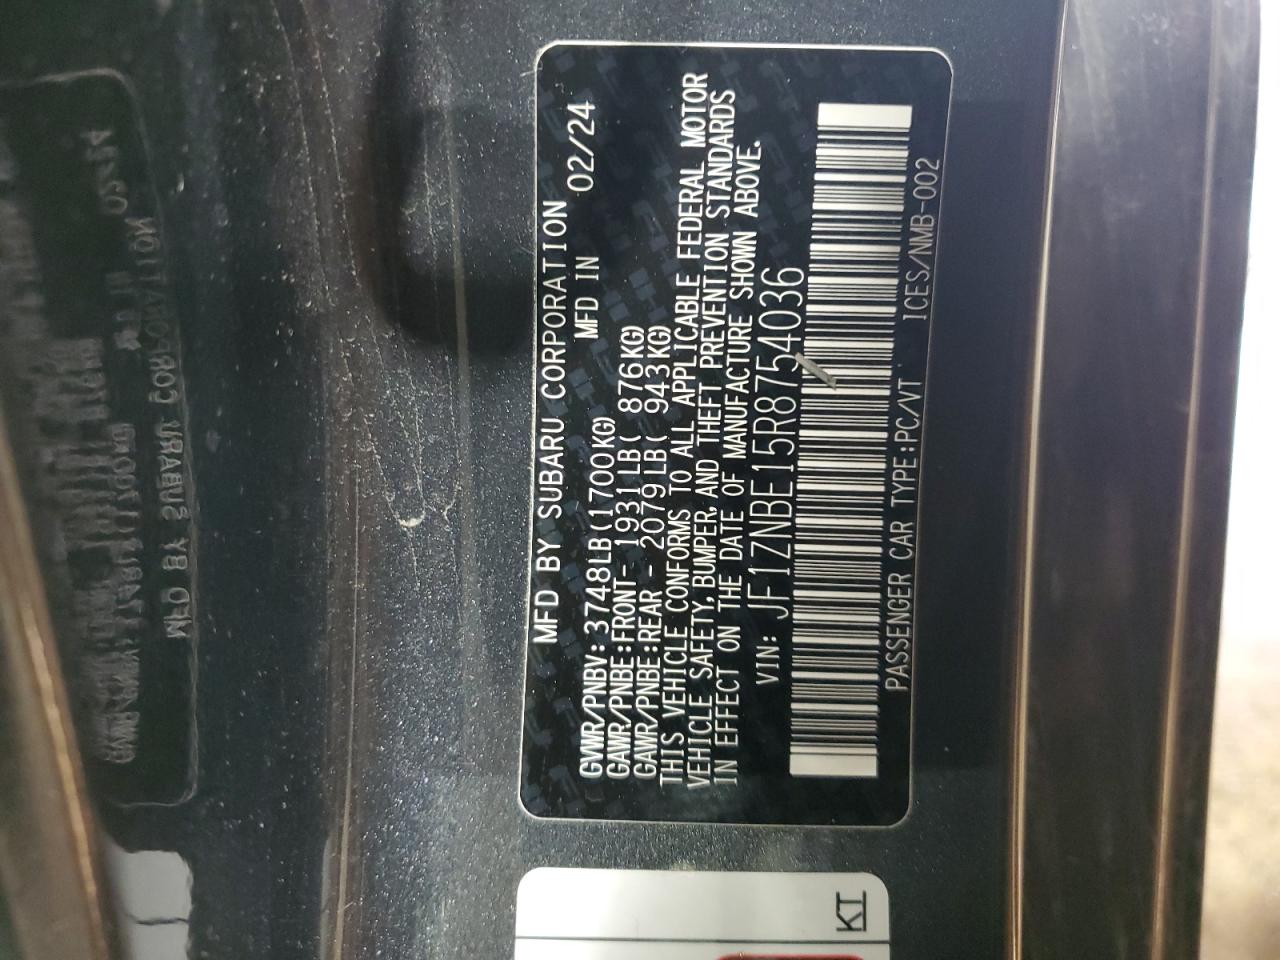 MFD BY SUBARU CORPORATION
MFD IN 02/24
GVWR/PNBV: 3748LB(1700KG)
GAWR/PNBE:FRONT- 1931LB( 876KG)
GAWR/PNBE:REAR - 2079LB( 943KG)
THIS VEHICLE CONFORMS TO ALL APPLICABLE FEDERAL MOTOR
VEHICLE SAFETY, BUMPER, AND THEFT PREVENTION STANDARDS
IN EFFECT ON THE DATE OF MANUFACTURE SHOWN ABOVE.
VIN: JF1ZNBE15R8754036
PASSENGER CAR TYPE:PC/VT ICES/NMB-002
KI